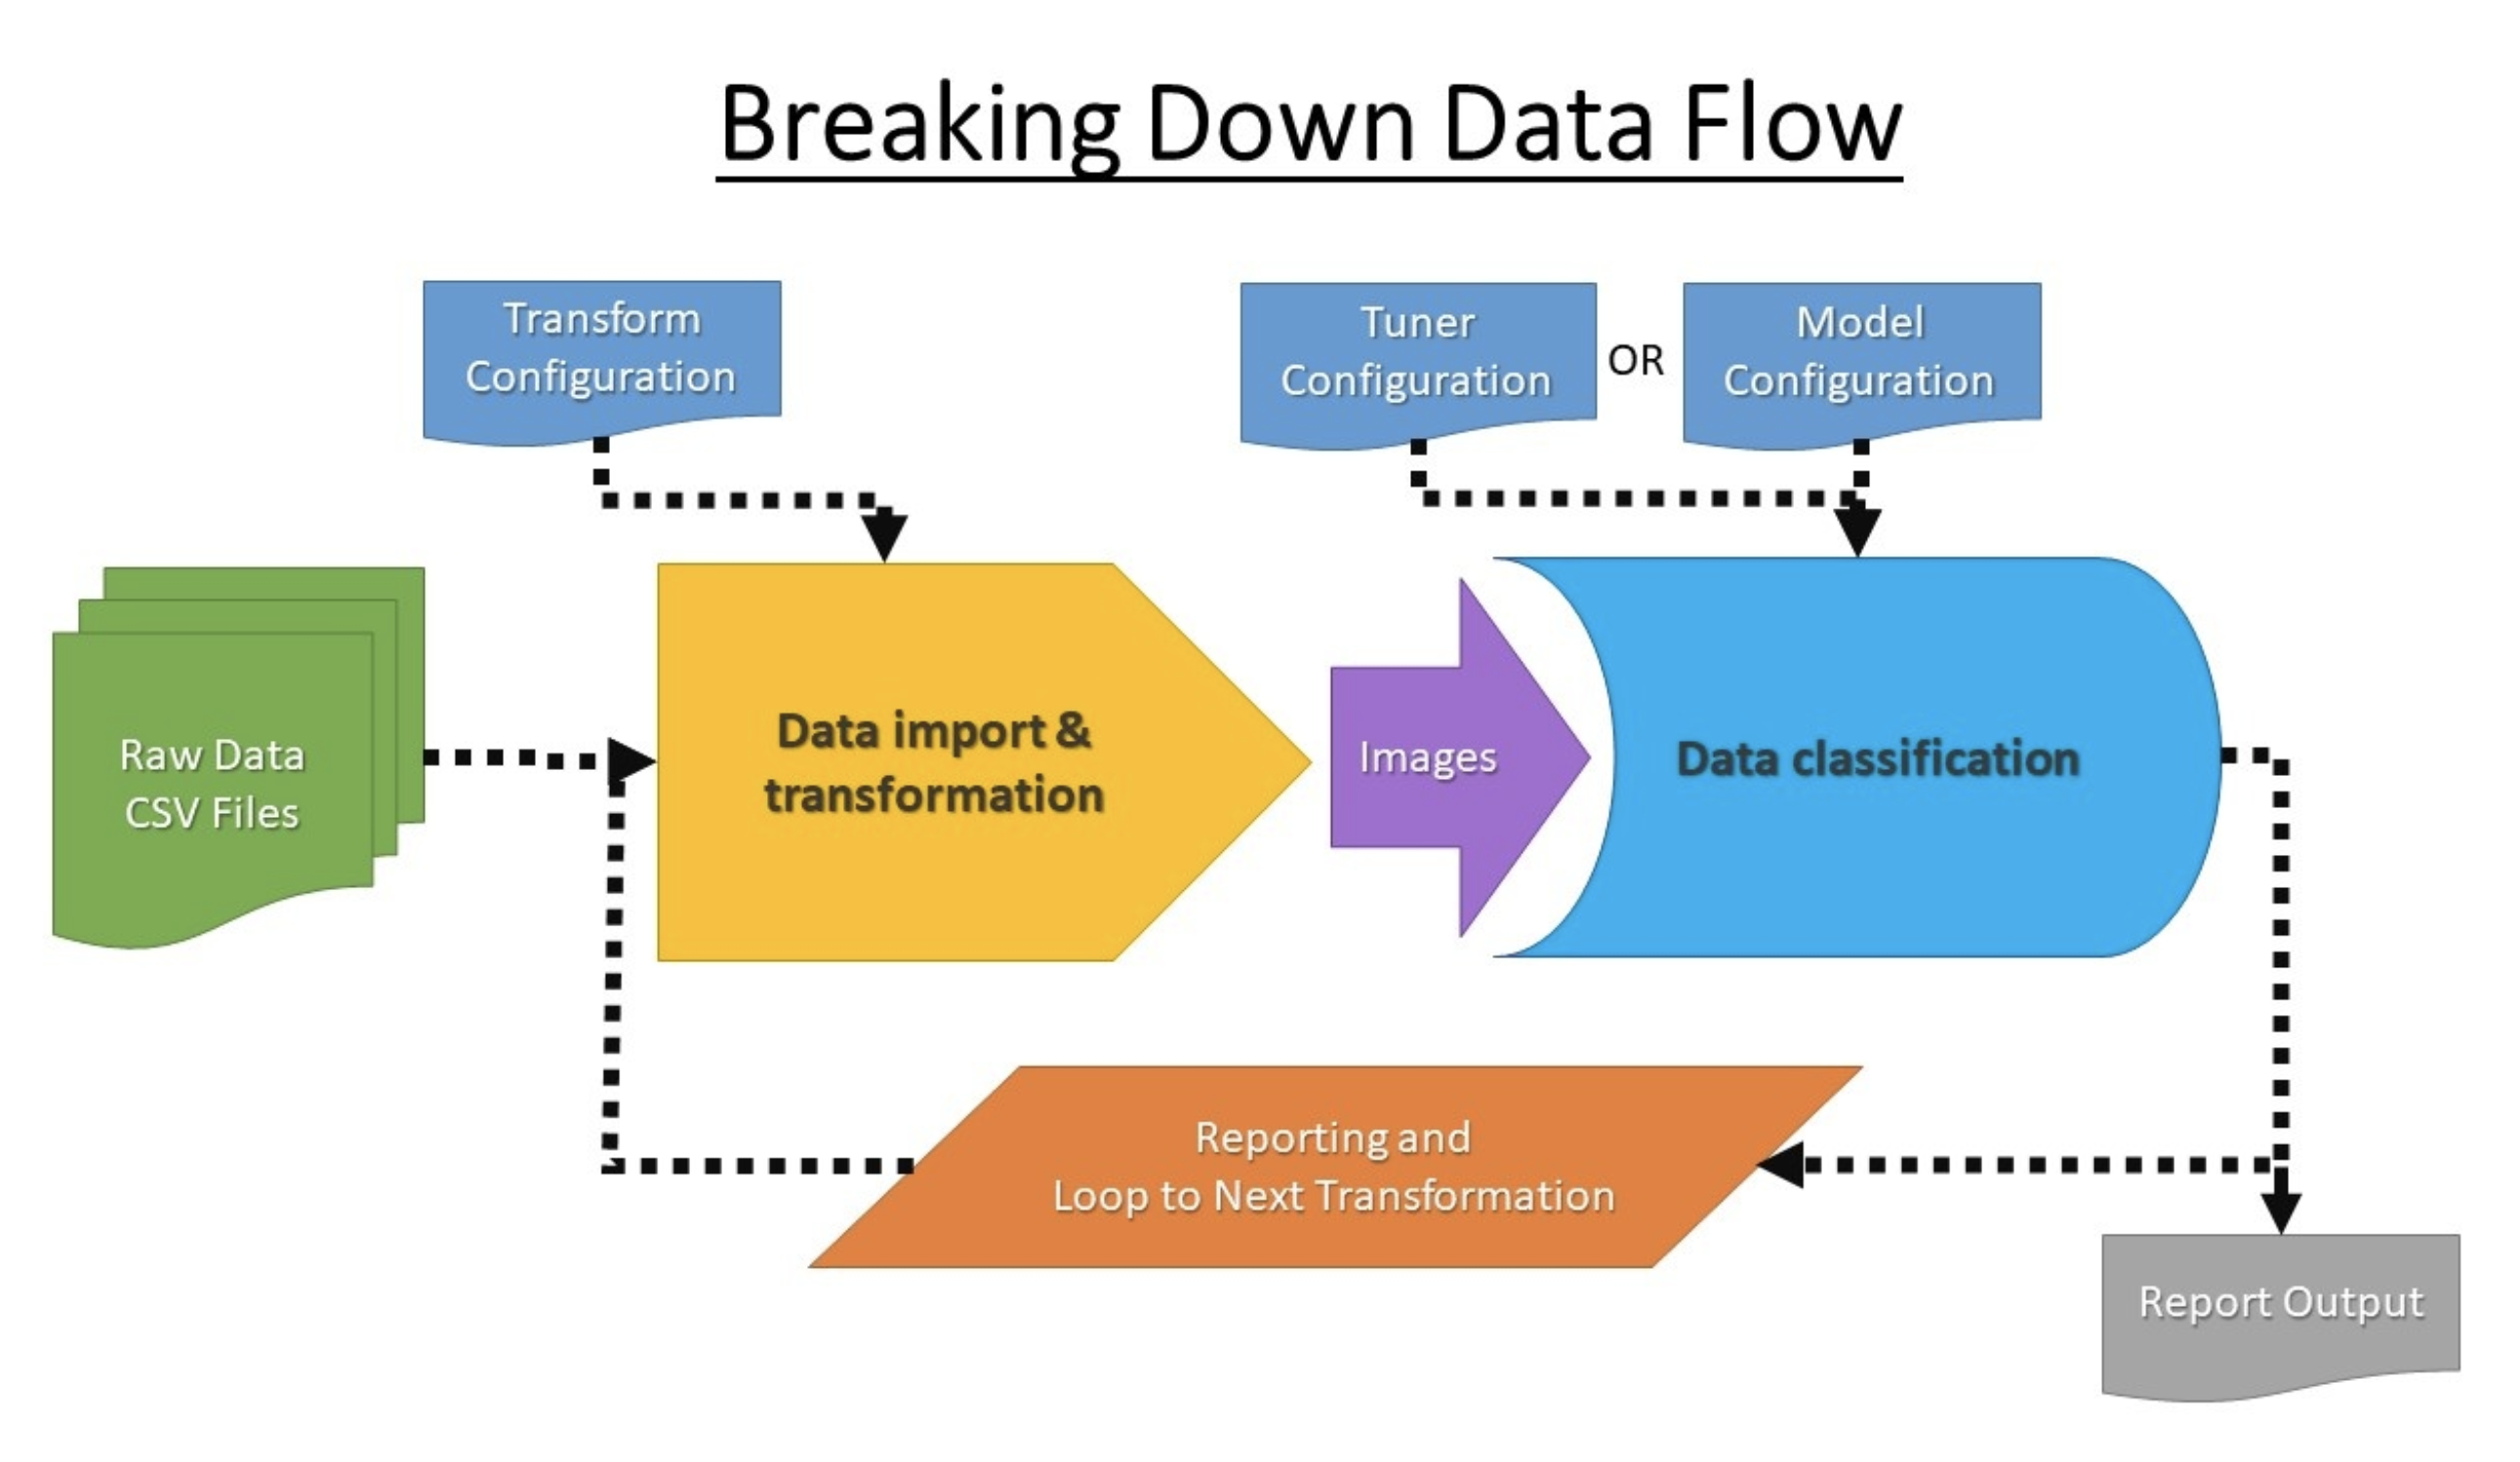 Breaking Down Data Flow
Transform
Configuration
Tuner
Configuration
OR
Model
Configuration
Raw Data
CSV Files
Data import &
transformation
Images
Data classification
Reporting and
Loop to Next Transformation
Report Output